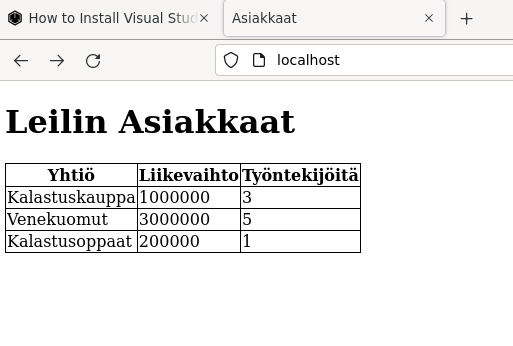 How to Install Visual Stud
Asiakkaat
localhost
Leilin Asiakkaat
Yhtiö Liikevaihto Työntekijöitä
Kalastuskauppa 1000000 3
Venekuomut 3000000 5
Kalastusoppaat 200000 1